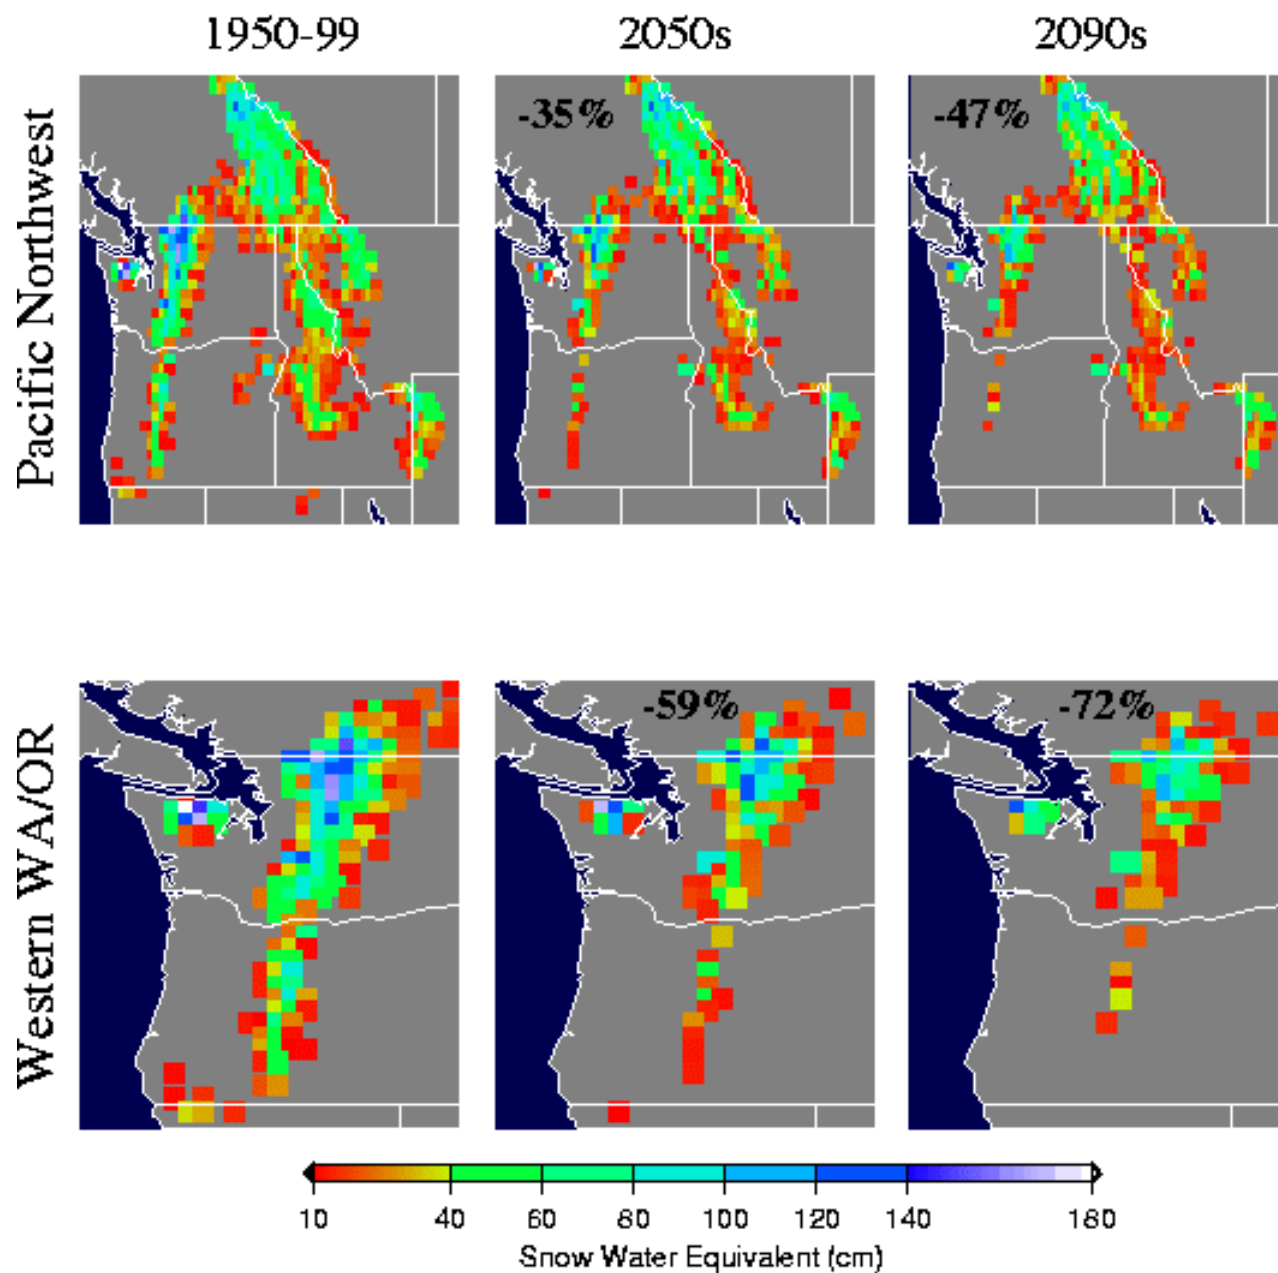 1950-99 2050s 2090s
Pacific Northwest
-35% -47%
Western WA/OR
-59% -72%
10 40 60 80 100 120 140 180
Snow Water Equivalent (cm)